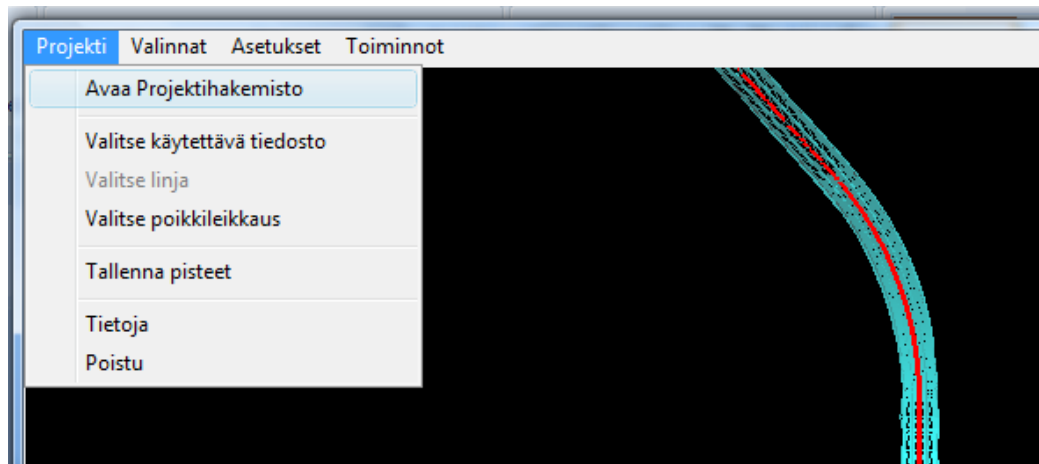 Projekti Valinnat Asetukset Toiminnot
Avaa Projektihakemisto
Valitse käytettävä tiedosto
Valitse linja
Valitse poikkileikkaus
Tallenna pisteet
Tietoja
Poistu